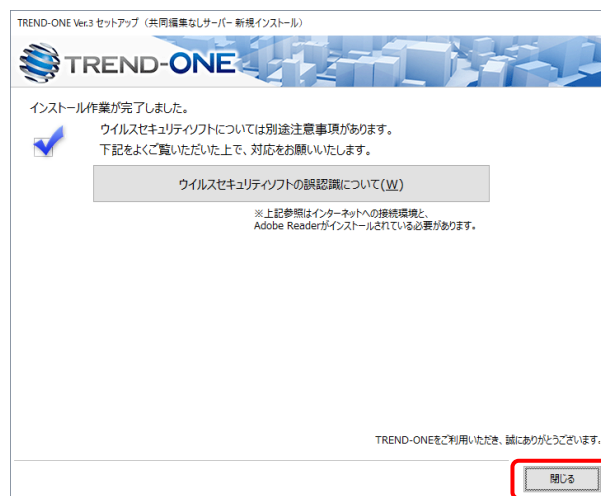 TREND-ONE Ver.3 セットアップ（共同編集なしサーバー 新規インストール）
TREND-ONE
インストール作業が完了しました。
ウイルスセキュリティソフトについては別途注意事項があります。
下記をよくご覧いただいた上で、対応をお願いいたします。
ウイルスセキュリティソフトの誤認識について(W)
※上記参照はインターネットへの接続環境と、
Adobe Readerがインストールされている必要があります。
TREND-ONEをご利用いただき、誠にありがとうございます。
閉じる